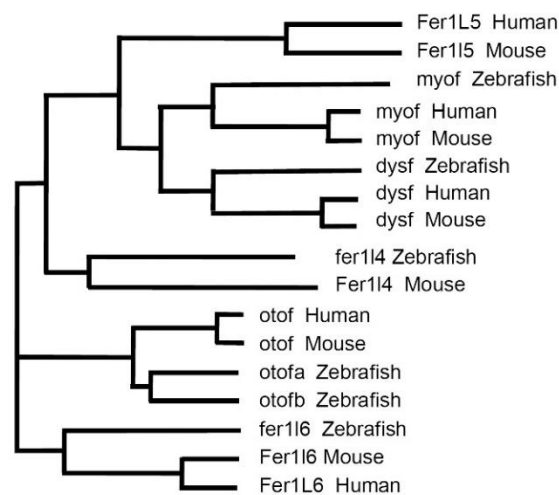 Fer1L5 Human
Fer1l5 Mouse
myof Zebrafish
myof Human
myof Mouse
dysf Zebrafish
dysf Human
dysf Mouse
fer1l4 Zebrafish
Fer1l4 Mouse
otof Human
otof Mouse
otofa Zebrafish
otofb Zebrafish
fer1l6 Zebrafish
Fer1l6 Mouse
Fer1L6 Human